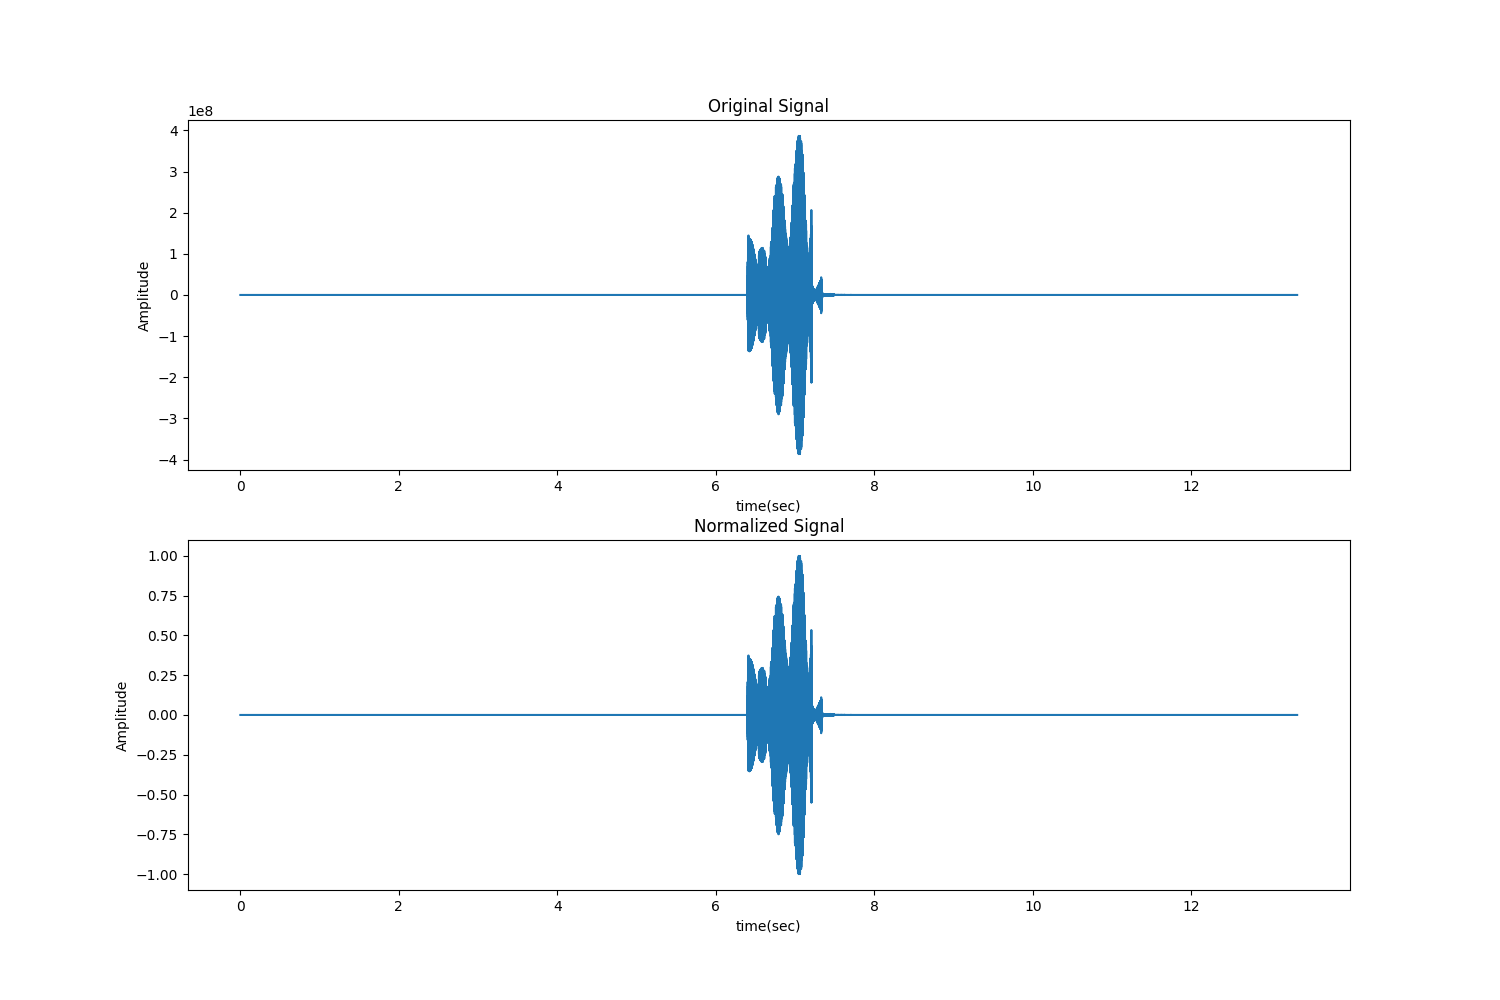 Original Signal
1e8
4
3
2
1
0
−1
−2
−3
−4
Amplitude
0 2 4 6 8 10 12
time(sec)
Normalized Signal
1.00
0.75
0.50
0.25
0.00
−0.25
−0.50
−0.75
−1.00
Amplitude
0 2 4 6 8 10 12
time(sec)